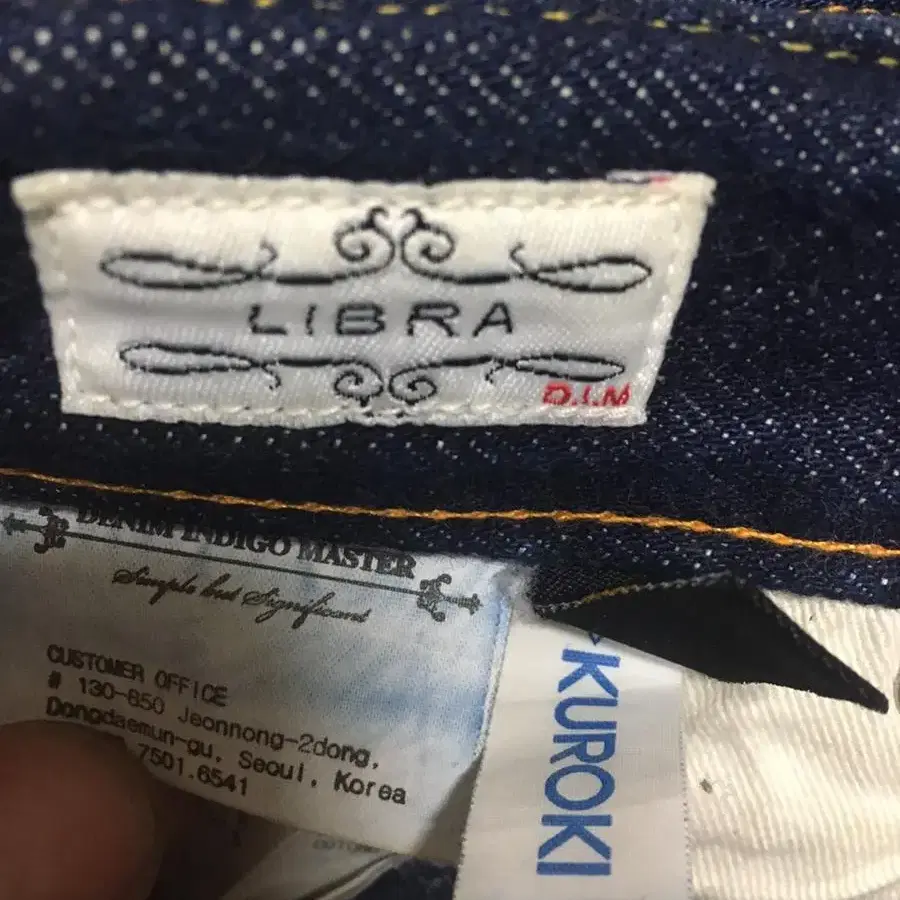 LIBRA
D.I.M
DENIM INDIGO MASTER
Simple but Significant
CUSTOMER OFFICE
# 130-850 Jeonnong-2dong,
Dongdaemun-gu, Seoul, Korea
7501.6541
KUROKI